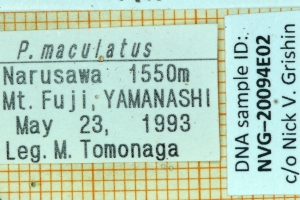 P. maculatus
Narusawa 1550m
Mt. Fuji, YAMANASHI
May 23, 1993
Leg. M. Tomonaga
DNA sample ID:
NVG-20094E02
c/o Nick V. Grishin